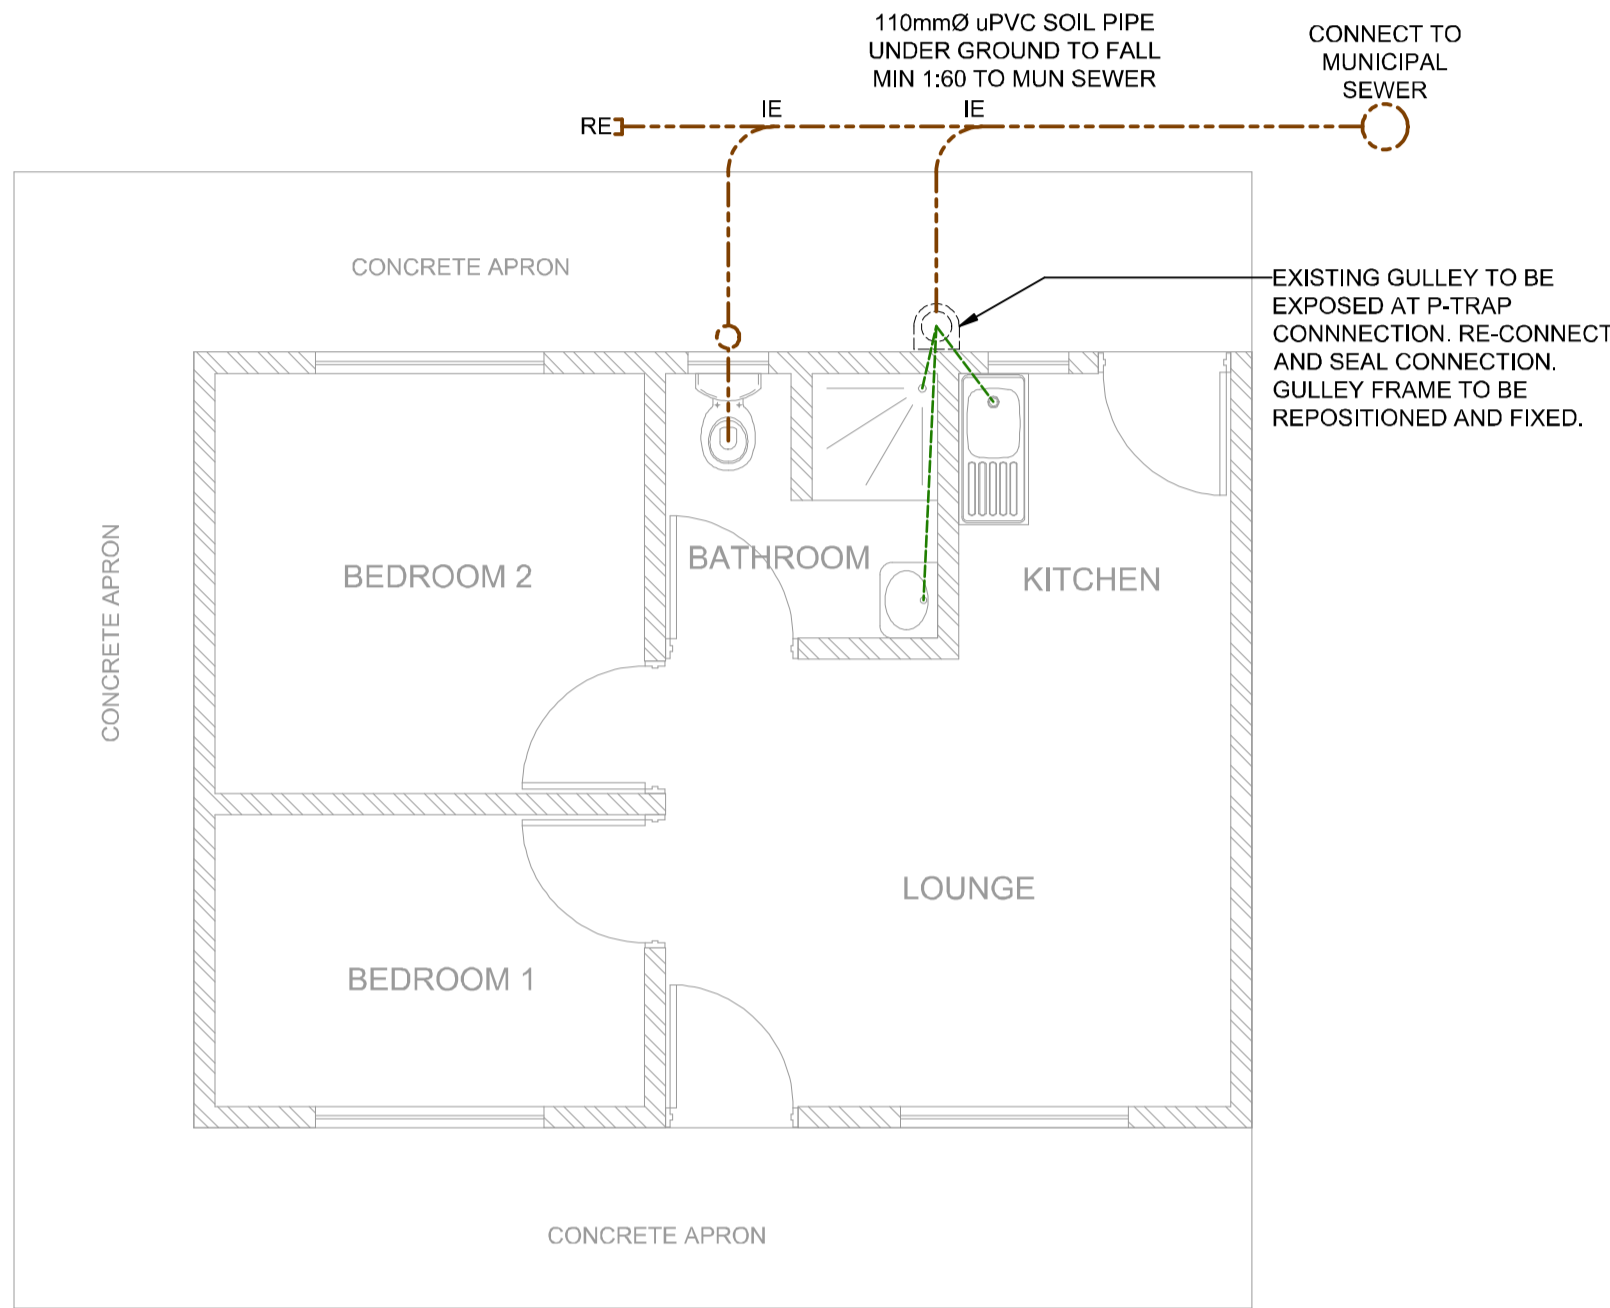 110mmØ uPVC SOIL PIPE
UNDER GROUND TO FALL
MIN 1:60 TO MUN SEWER
CONNECT TO
MUNICIPAL
SEWER
RE
IE
IE
CONCRETE APRON
EXISTING GULLEY TO BE
EXPOSED AT P-TRAP
CONNNECTION. RE-CONNECT
AND SEAL CONNECTION.
GULLEY FRAME TO BE
REPOSITIONED AND FIXED.
CONCRETE APRON
BEDROOM 2
BATHROOM
KITCHEN
LOUNGE
BEDROOM 1
CONCRETE APRON